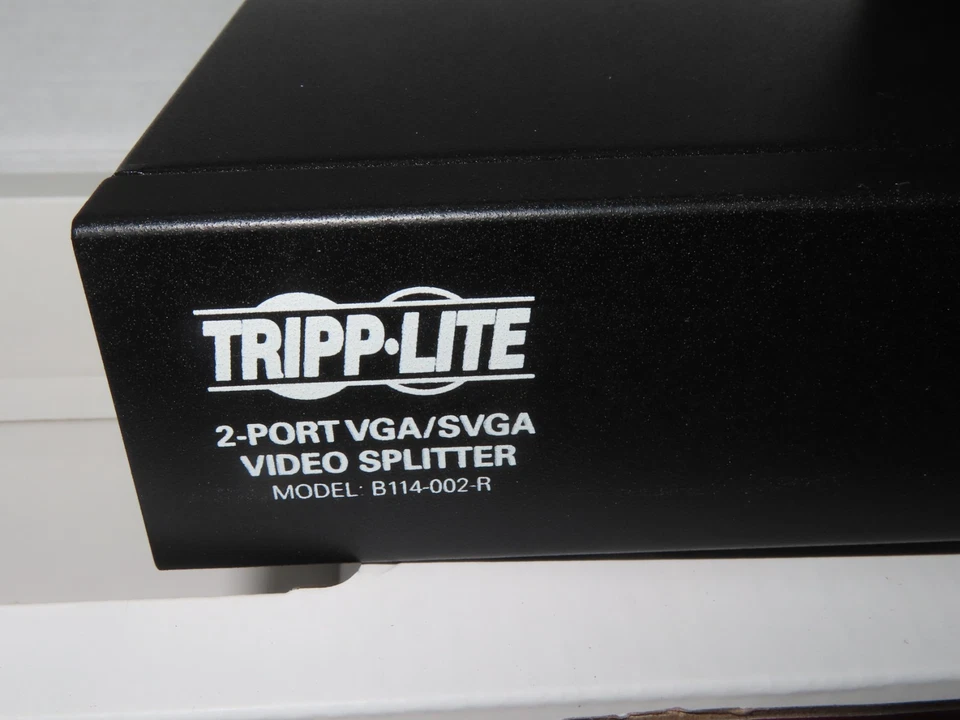 TRIPP·LITE
2-PORT VGA/SVGA
VIDEO SPLITTER
MODEL: B114-002-R